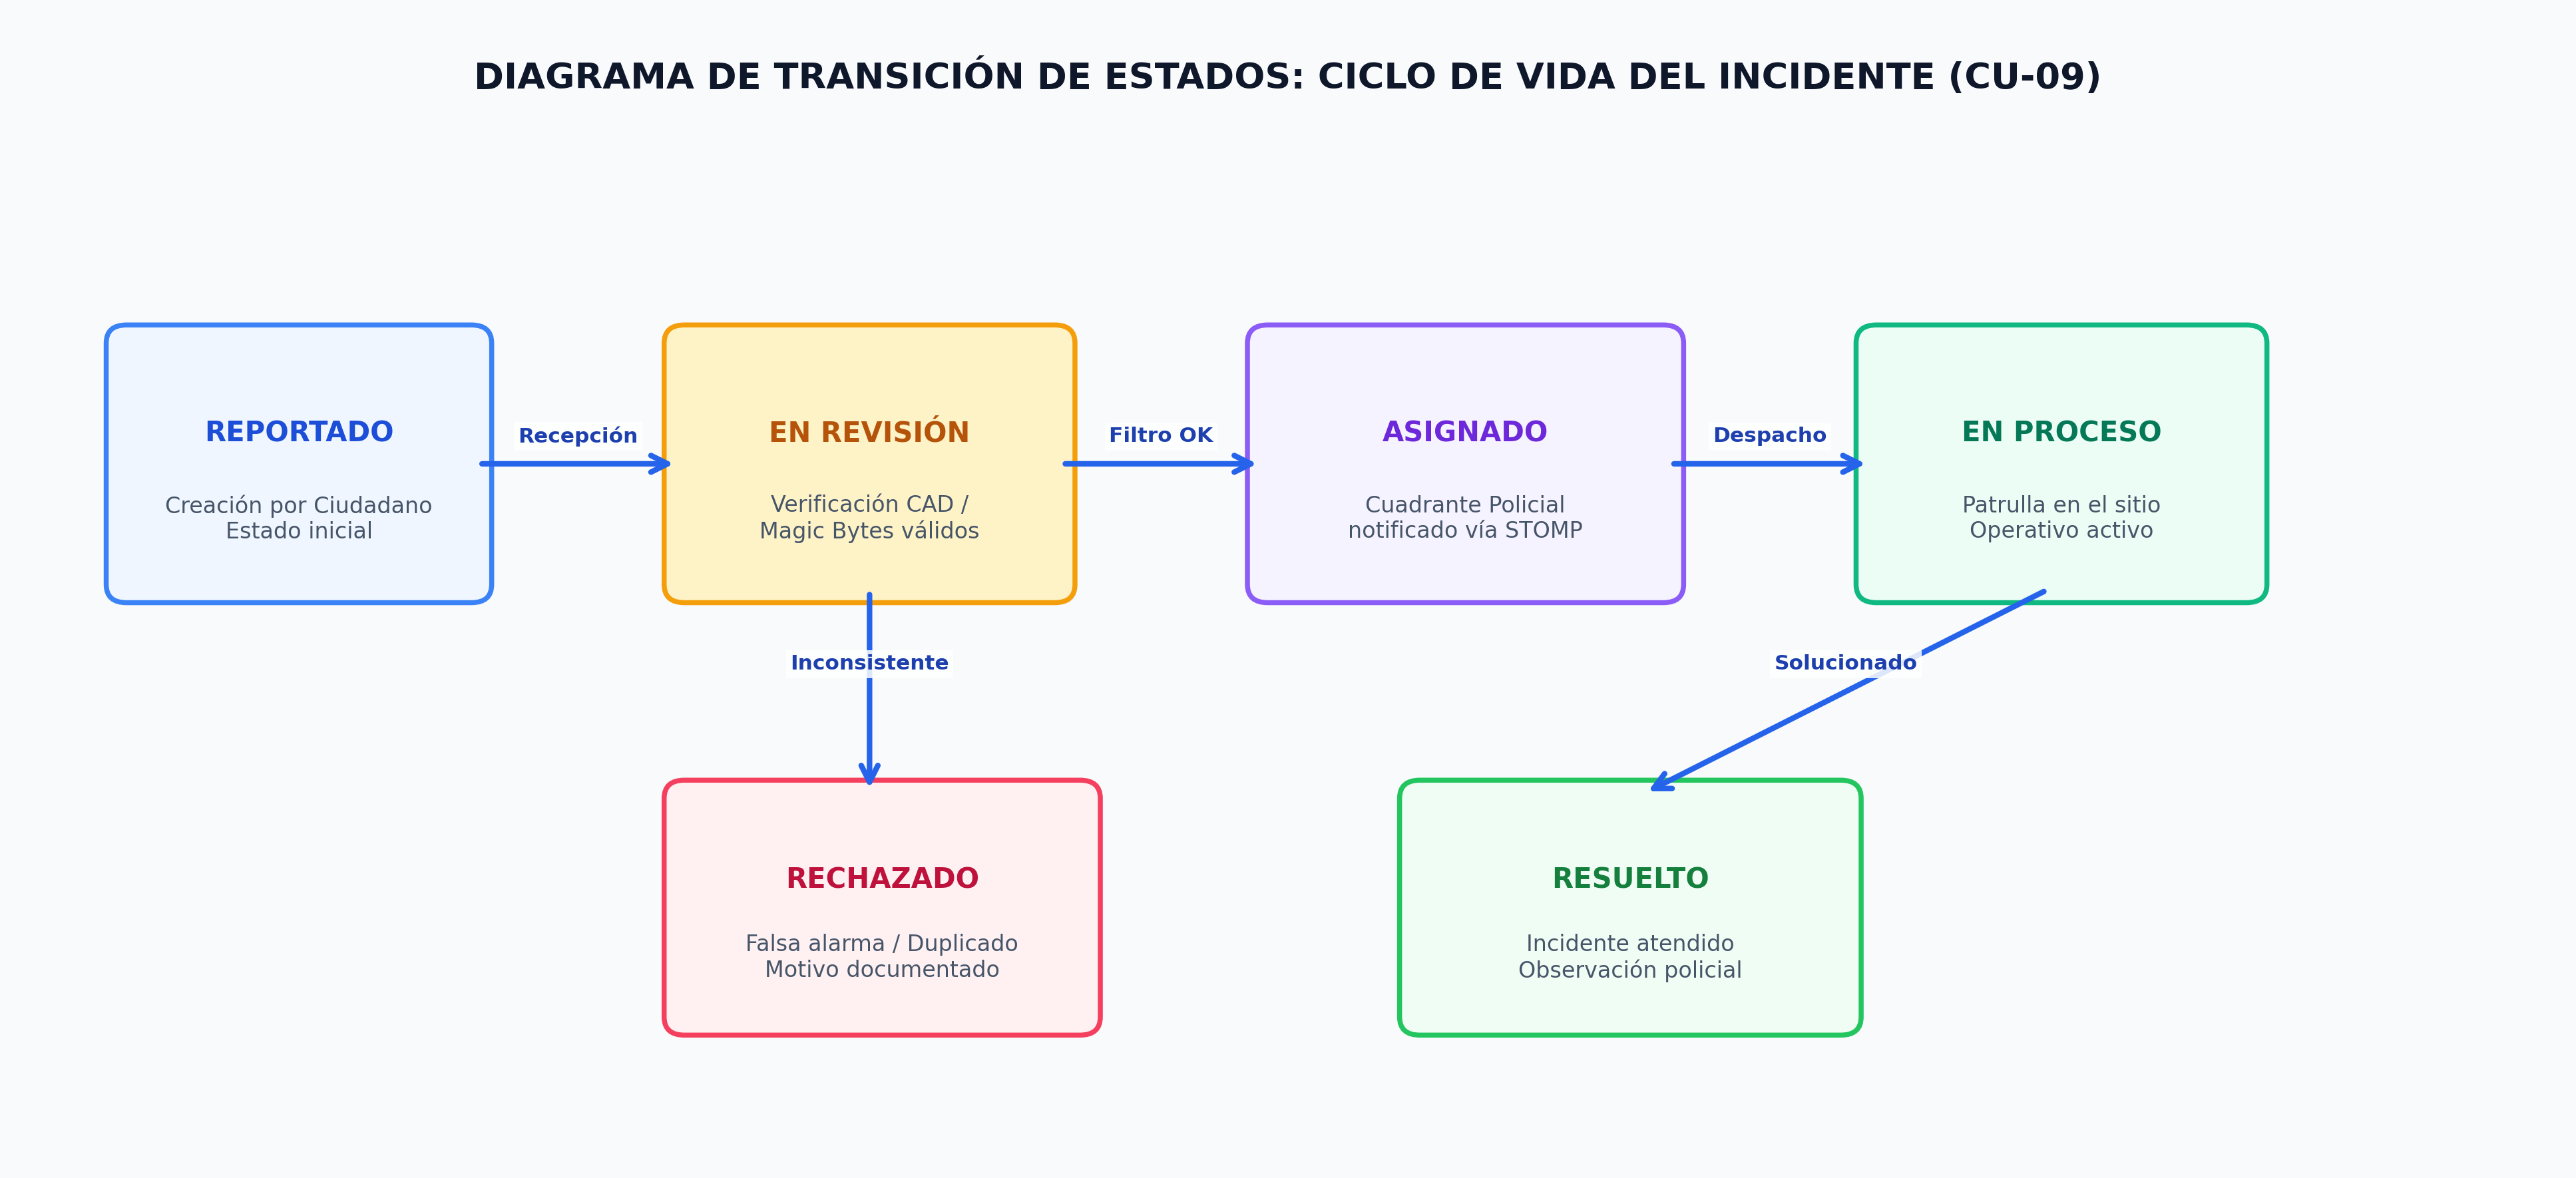 DIAGRAMA DE TRANSICIÓN DE ESTADOS: CICLO DE VIDA DEL INCIDENTE (CU-09)
REPORTADO
Creación por Ciudadano
Estado inicial
Recepción
EN REVISIÓN
Verificación CAD /
Magic Bytes válidos
Filtro OK
ASIGNADO
Cuadrante Policial
notificado vía STOMP
Despacho
EN PROCESO
Patrulla en el sitio
Operativo activo
Inconsistente
Solucionado
RECHAZADO
Falsa alarma / Duplicado
Motivo documentado
RESUELTO
Incidente atendido
Observación policial